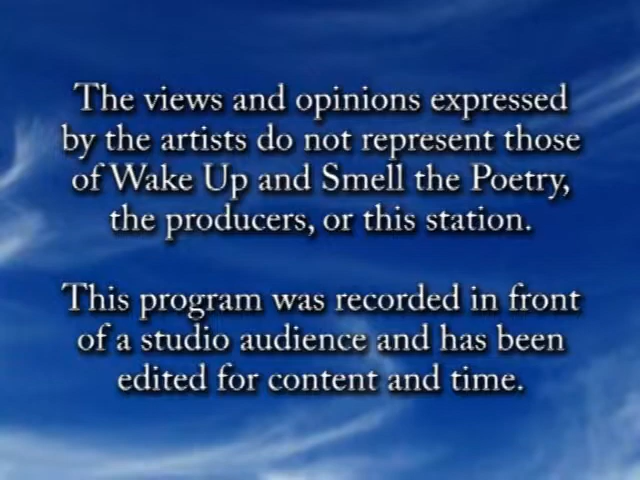 The views and opinions expressed
by the artists do not represent those
of Wake Up and Smell the Poetry,
the producers, or this station.
This program was recorded in front
of a studio audience and has been
edited for content and time.